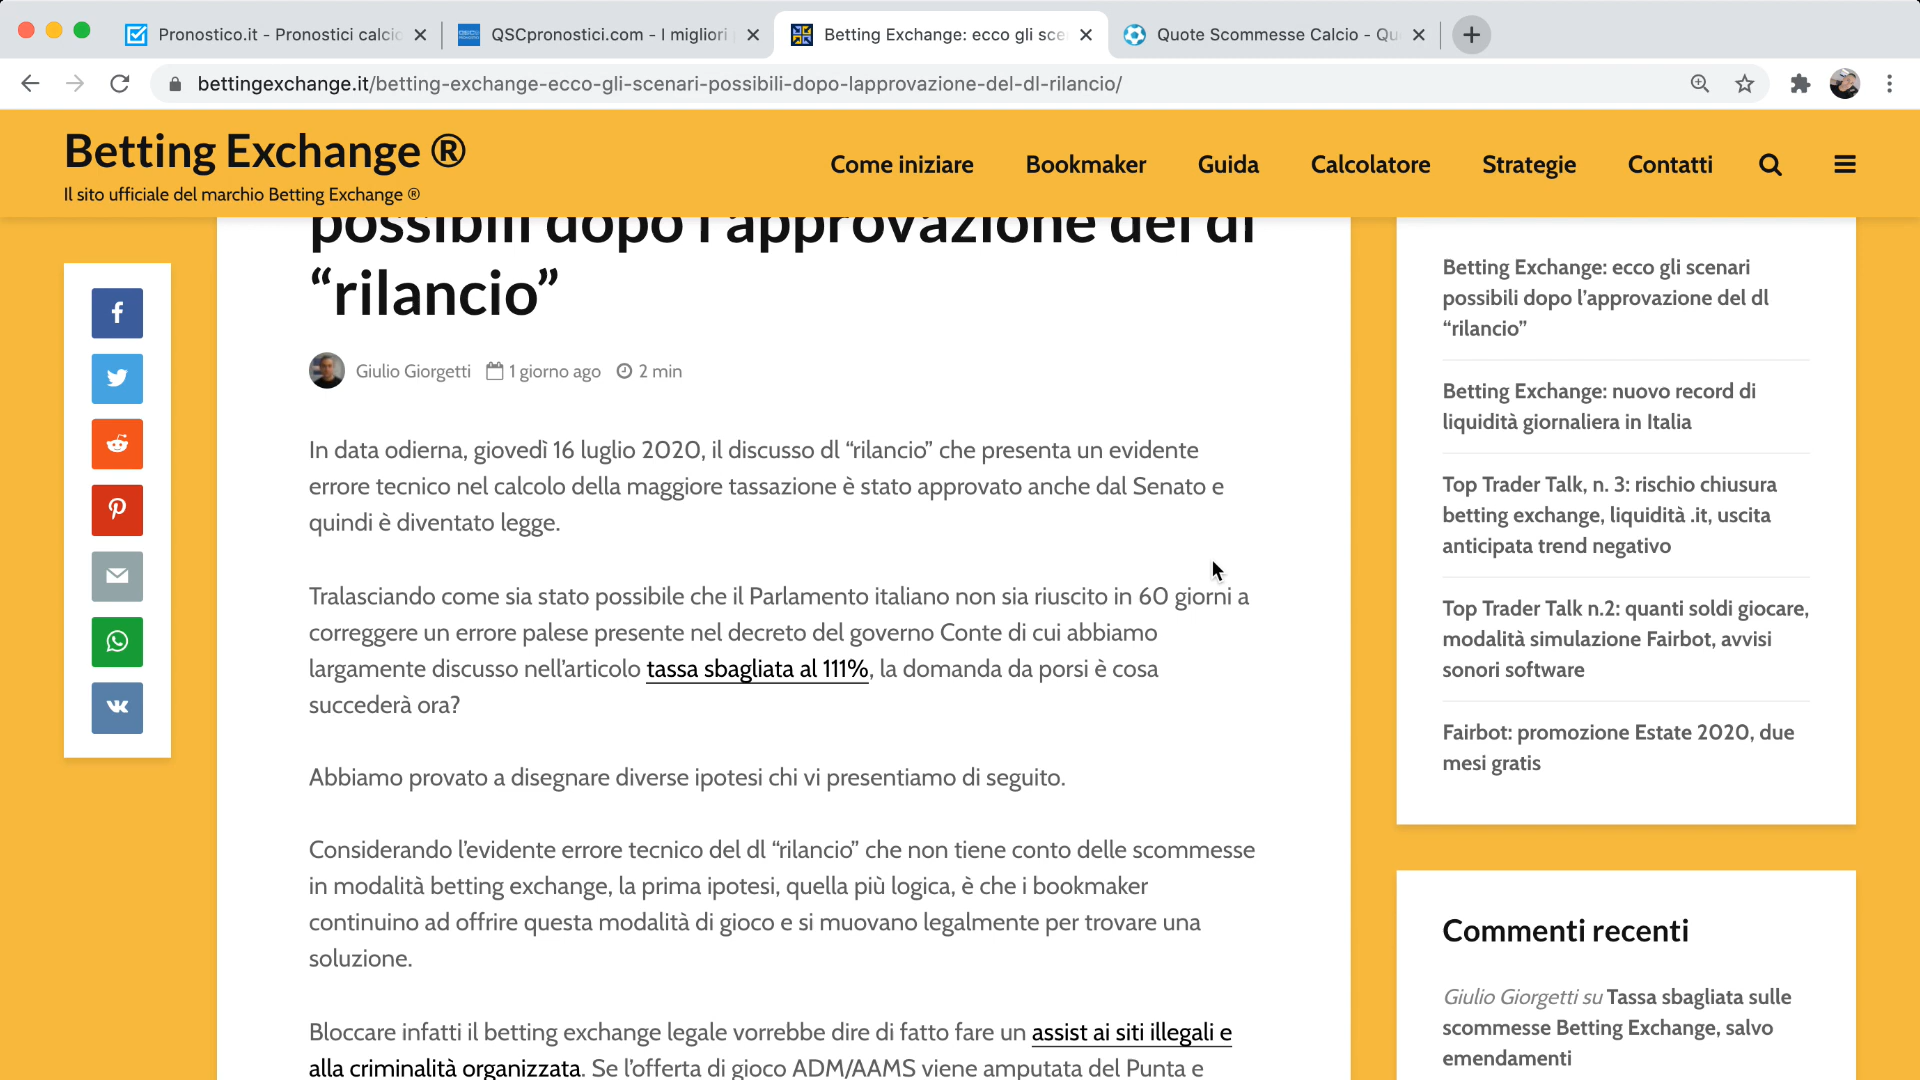 Pronostico.it - Pronostici calcio
QSCpronostici.com - I migliori
Betting Exchange: ecco gli sce
Quote Scommesse Calcio - Qu
bettingexchange.it/betting-exchange-ecco-gli-scenari-possibili-dopo-lapprovazione-del-dl-rilancio/
Betting Exchange ®
Il sito ufficiale del marchio Betting Exchange ®
Come iniziare
Bookmaker
Guida
Calcolatore
Strategie
Contatti
possibili dopo l’approvazione del dl
“rilancio”
Giulio Giorgetti 1 giorno ago 2 min
In data odierna, giovedì 16 luglio 2020, il discusso dl “rilancio” che presenta un evidente
errore tecnico nel calcolo della maggiore tassazione è stato approvato anche dal Senato e
quindi è diventato legge.
Tralasciando come sia stato possibile che il Parlamento italiano non sia riuscito in 60 giorni a
correggere un errore palese presente nel decreto del governo Conte di cui abbiamo
largamente discusso nell’articolo tassa sbagliata al 111%, la domanda da porsi è cosa
succederà ora?
Abbiamo provato a disegnare diverse ipotesi chi vi presentiamo di seguito.
Considerando l’evidente errore tecnico del dl “rilancio” che non tiene conto delle scommesse
in modalità betting exchange, la prima ipotesi, quella più logica, è che i bookmaker
continuino ad offrire questa modalità di gioco e si muovano legalmente per trovare una
soluzione.
Bloccare infatti il betting exchange legale vorrebbe dire di fatto fare un assist ai siti illegali e
alla criminalità organizzata. Se l’offerta di gioco ADM/AAMS viene amputata del Punta e
Betting Exchange: ecco gli scenari
possibili dopo l’approvazione del dl
“rilancio”
Betting Exchange: nuovo record di
liquidità giornaliera in Italia
Top Trader Talk, n. 3: rischio chiusura
betting exchange, liquidità .it, uscita
anticipata trend negativo
Top Trader Talk n.2: quanti soldi giocare,
modalità simulazione Fairbot, avvisi
sonori software
Fairbot: promozione Estate 2020, due
mesi gratis
Commenti recenti
Giulio Giorgetti su Tassa sbagliata sulle
scommesse Betting Exchange, salvo
emendamenti